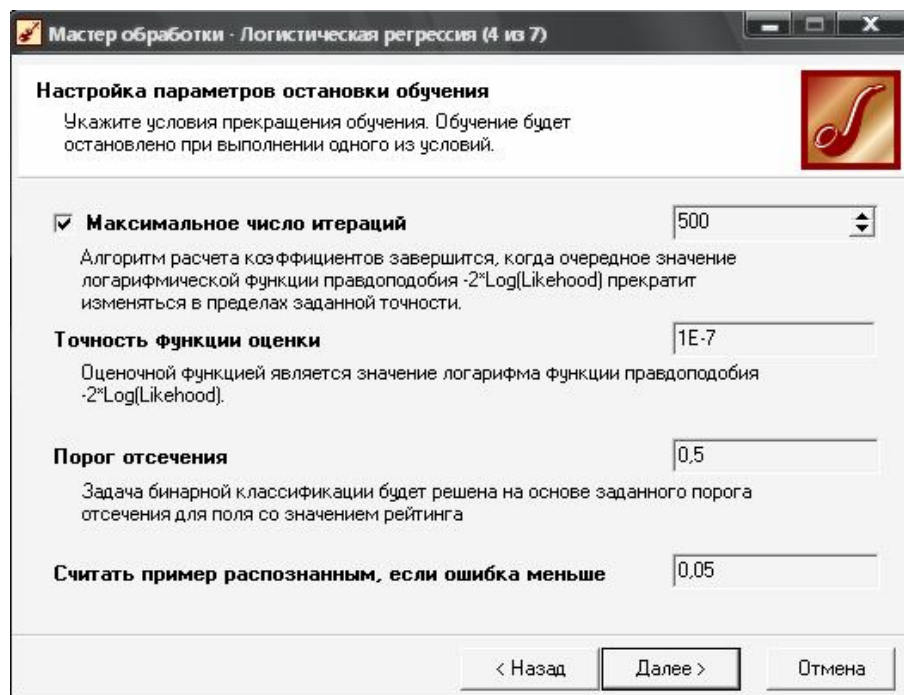 Мастер обработки - Логистическая регрессия (4 из 7)
Настройка параметров остановки обучения
Укажите условия прекращения обучения. Обучение будет
остановлено при выполнении одного из условий.
Максимальное число итераций 500
Алгоритм расчета коэффициентов завершится, когда очередное значение
логарифмической функции правдоподобия -2*Log(Likehood) прекратит
изменяться в пределах заданной точности.
Точность функции оценки 1E-7
Оценочной функцией является значение логарифма функции правдоподобия
-2*Log(Likehood).
Порог отсечения 0,5
Задача бинарной классификации будет решена на основе заданного порога
отсечения для поля со значением рейтинга
Считать пример распознанным, если ошибка меньше 0,05
< Назад Далее > Отмена